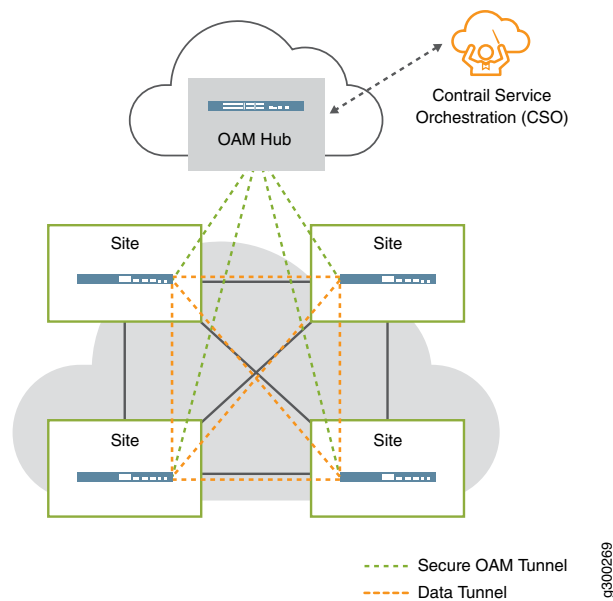 Contrail Service
Orchestration (CSO)
OAM Hub
Site
Site
Site
Site
Secure OAM Tunnel
Data Tunnel
g300269